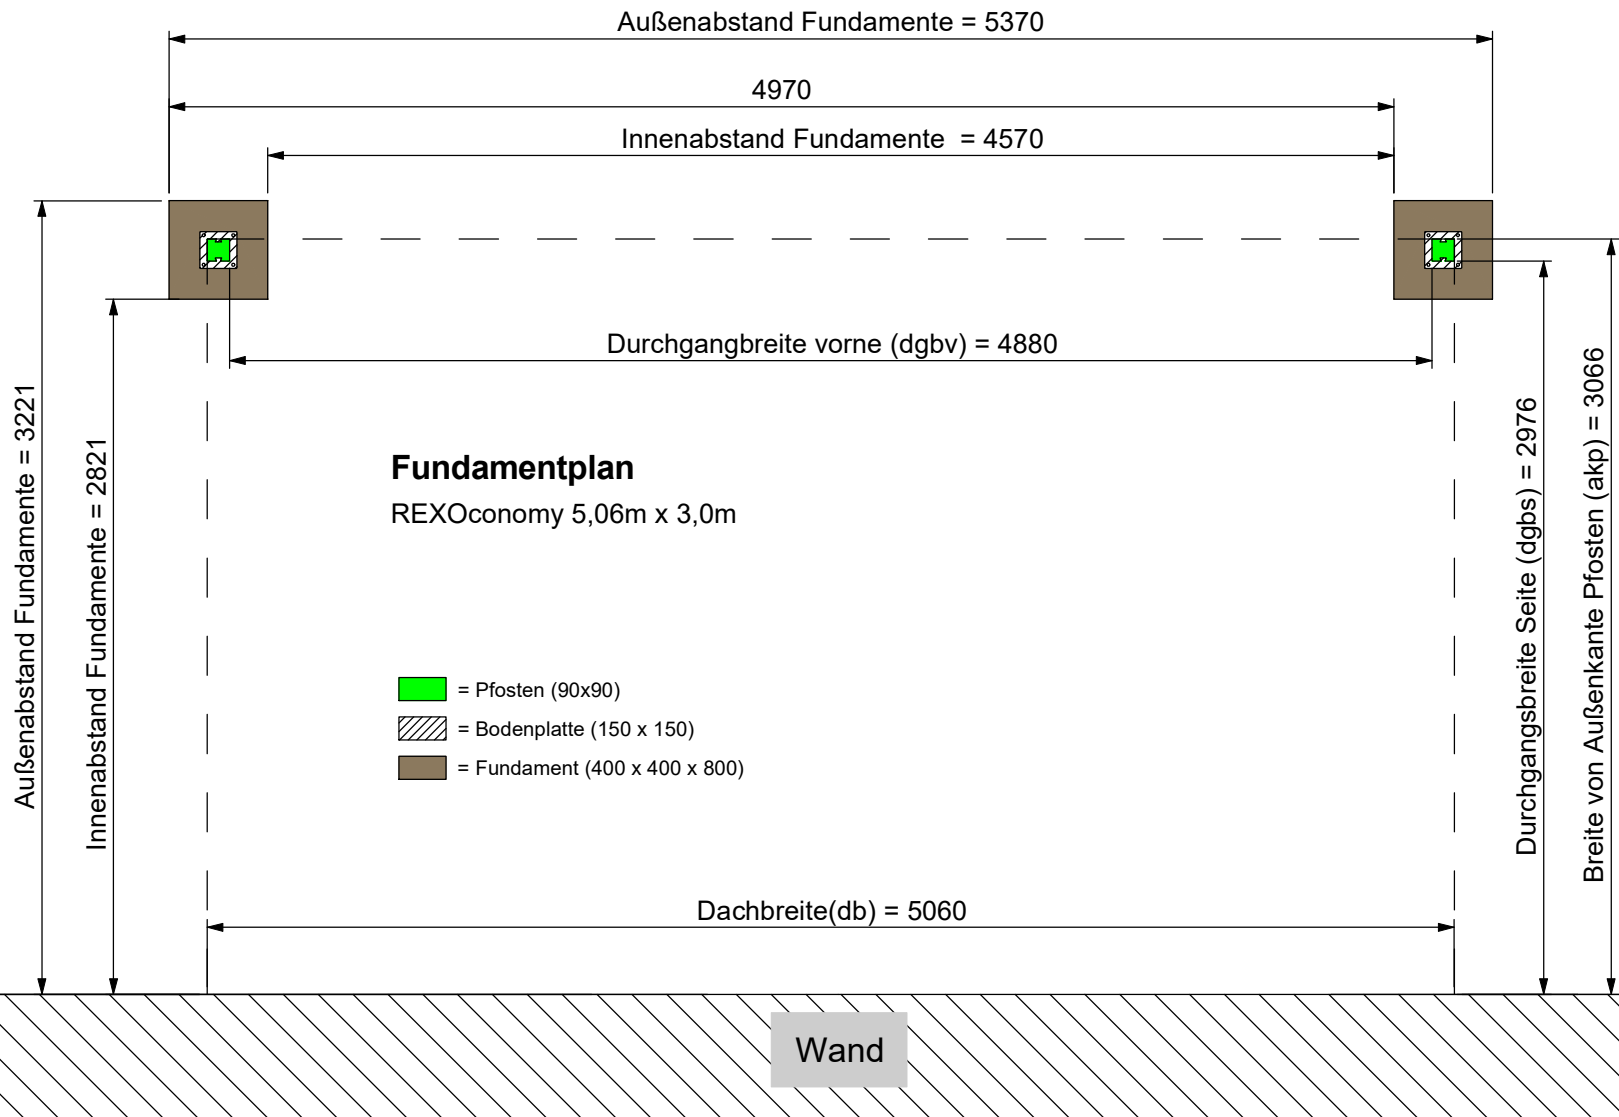 Außenabstand Fundamente = 5370
4970
Innenabstand Fundamente  = 4570
Durchgangbreite vorne (dgbv) = 4880
Außenabstand Fundamente = 3221
Innenabstand Fundamente = 2821
Fundamentplan
REXOconomy 5,06m x 3,0m
= Pfosten (90x90)
= Bodenplatte (150 x 150)
= Fundament (400 x 400 x 800)
Durchgangsbreite Seite (dgbs) = 2976
Breite von Außenkante Pfosten (akp) = 3066
Dachbreite(db) = 5060
Wand